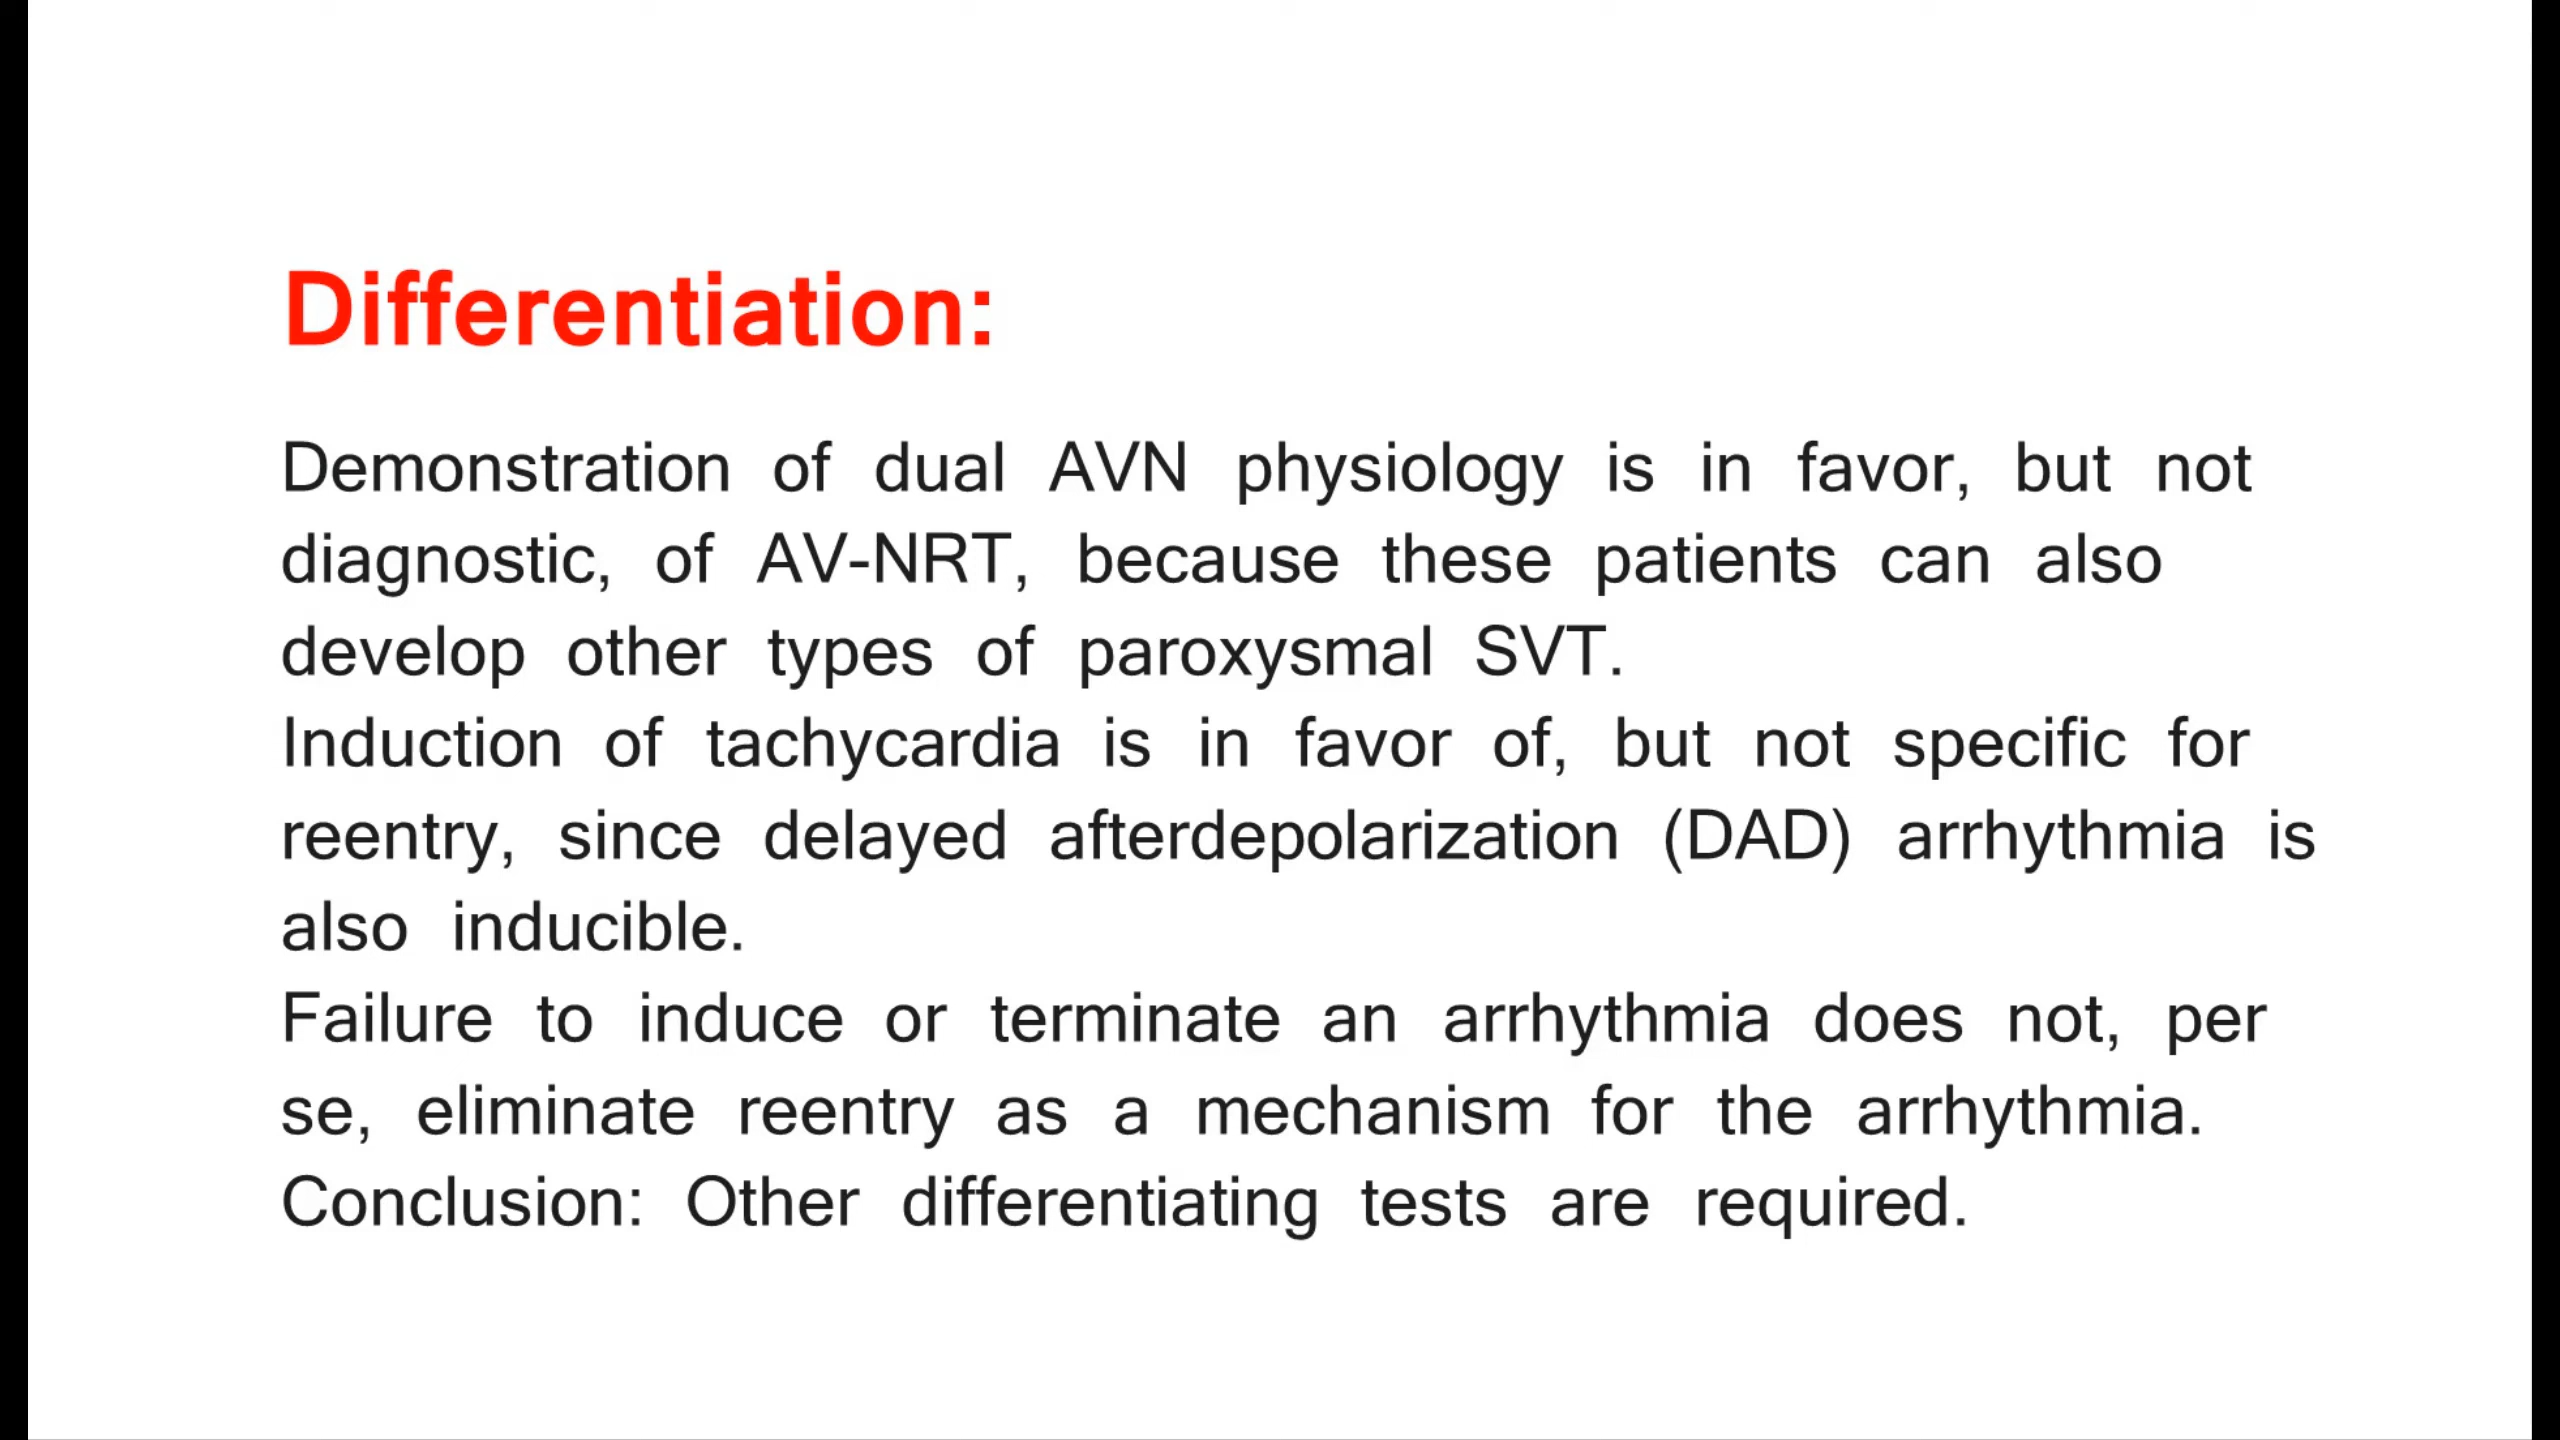 Differentiation:
Demonstration of dual AVN physiology is in favor, but not
diagnostic, of AV-NRT, because these patients can also
develop other types of paroxysmal SVT.
Induction of tachycardia is in favor of, but not specific for
reentry, since delayed afterdepolarization (DAD) arrhythmia is
also inducible.
Failure to induce or terminate an arrhythmia does not, per
se, eliminate reentry as a mechanism for the arrhythmia.
Conclusion: Other differentiating tests are required.